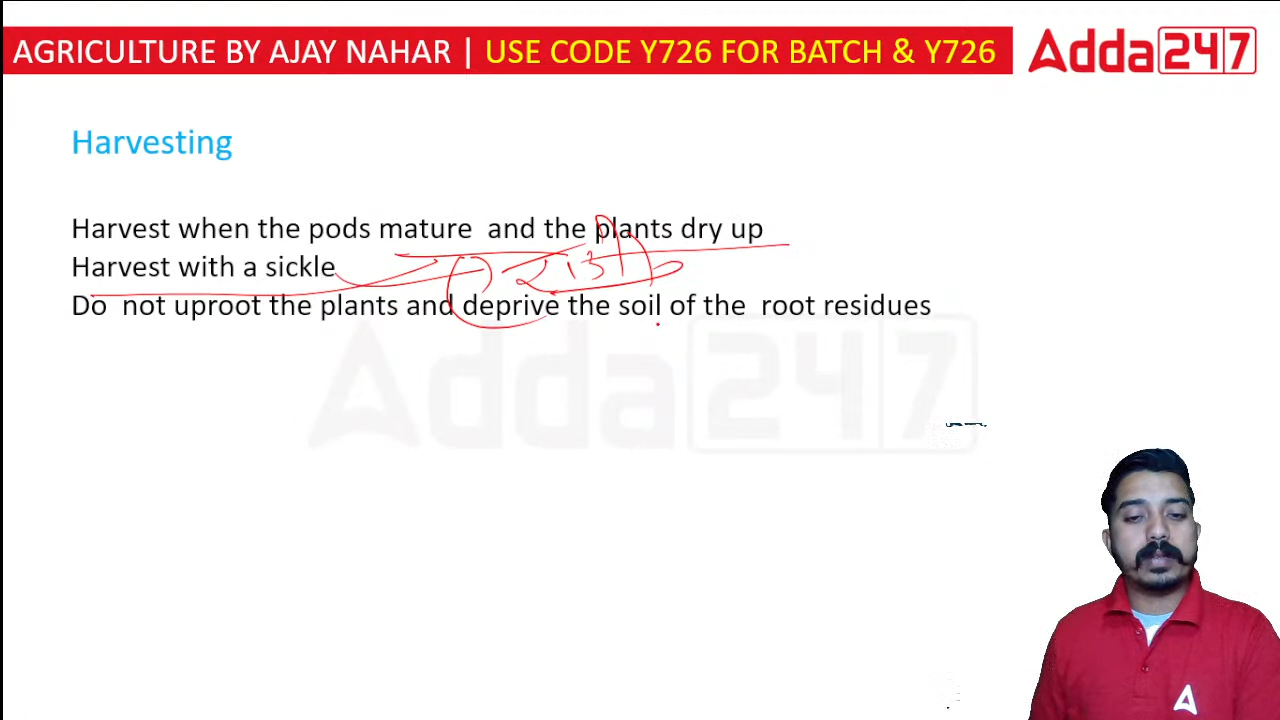 AGRICULTURE BY AJAY NAHAR | USE CODE Y726 FOR BATCH & Y726
Adda247
Harvesting
Harvest when the pods mature and the plants dry up
Harvest with a sickle
Do not uproot the plants and deprive the soil of the root residues
Adda247